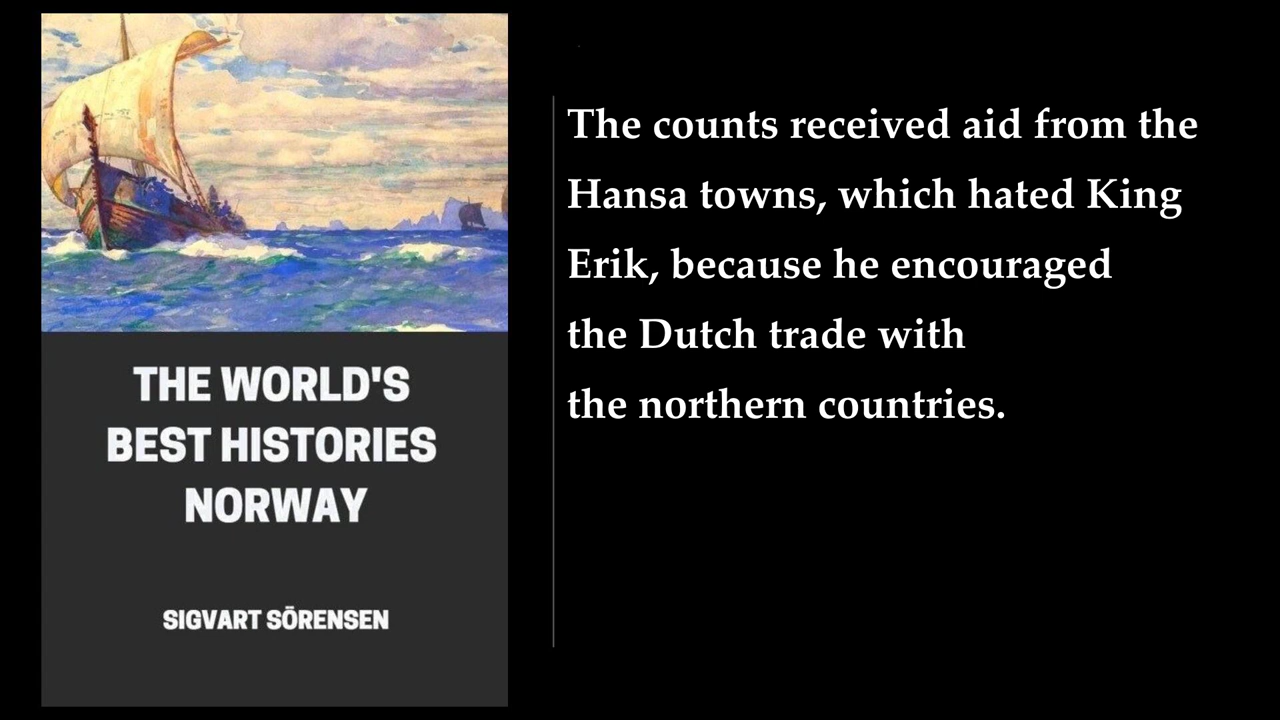 THE WORLD'S
BEST HISTORIES
NORWAY
SIGVART SÖRENSEN
The counts received aid from the
Hansa towns, which hated King
Erik, because he encouraged
the Dutch trade with
the northern countries.